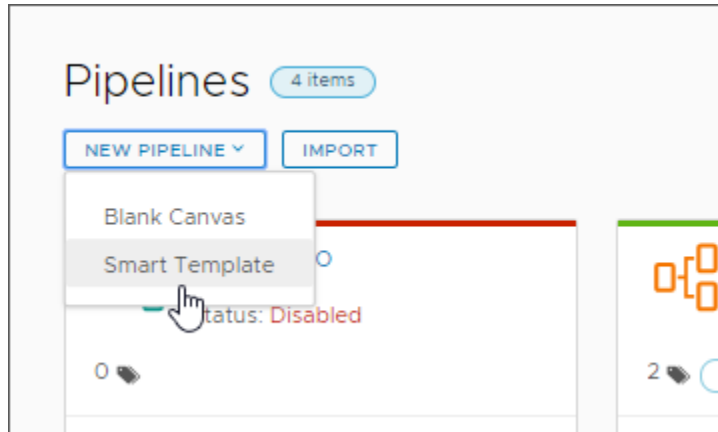 Pipelines 4 items
NEW PIPELINE IMPORT
Blank Canvas
Smart Template
Status: Disabled
0
2